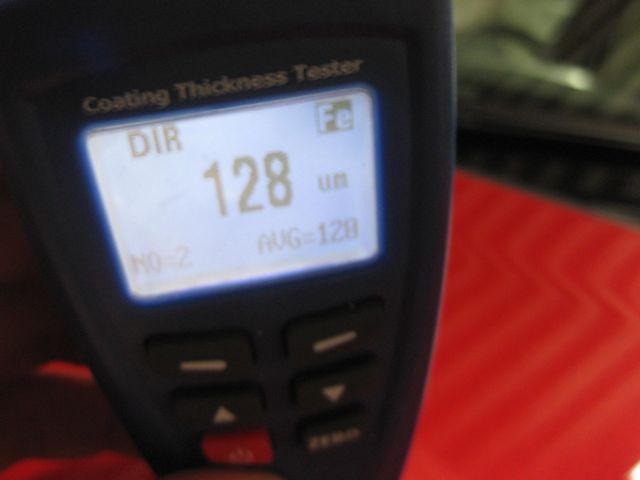 Coating Thickness Tester
DIR Fe
128 um
NO=2 AVG=128
ZERO